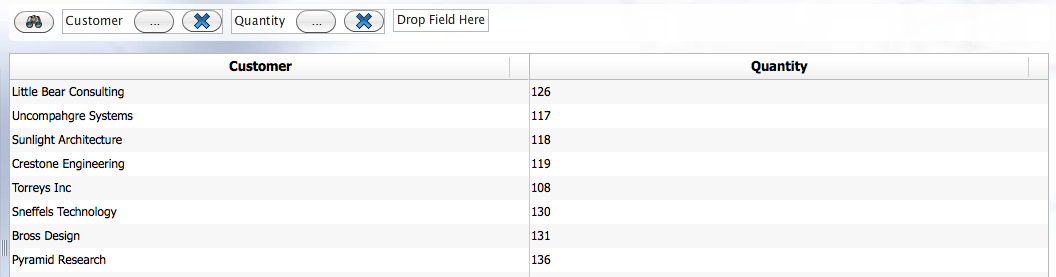 Customer ... Quantity ... Drop Field Here
Customer Quantity
Little Bear Consulting 126
Uncompahgre Systems 117
Sunlight Architecture 118
Crestone Engineering 119
Torreys Inc 108
Sneffels Technology 130
Bross Design 131
Pyramid Research 136